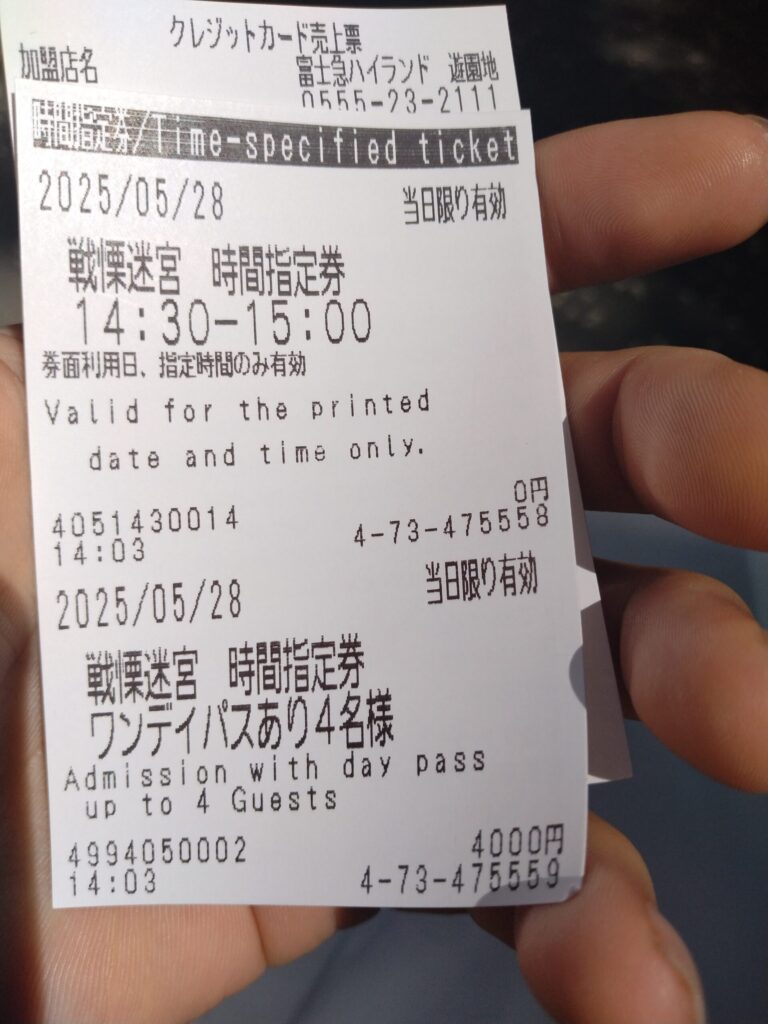 クレジットカード売上票
加盟店名
富士急ハイランド 遊園地
0555-23-2111
時間指定券/Time-specified ticket
2025/05/28 当日限り有効
戦慄迷宮 時間指定券
14:30-15:00
券面利用日、指定時間のみ有効
Valid for the printed
date and time only.
0円
4051430014
14:03 4-73-475558
2025/05/28 当日限り有効
戦慄迷宮 時間指定券
ワンデイパスあり4名様
Admission with day pass
up to 4 Guests
4994050002 4000円
14:03 4-73-475559